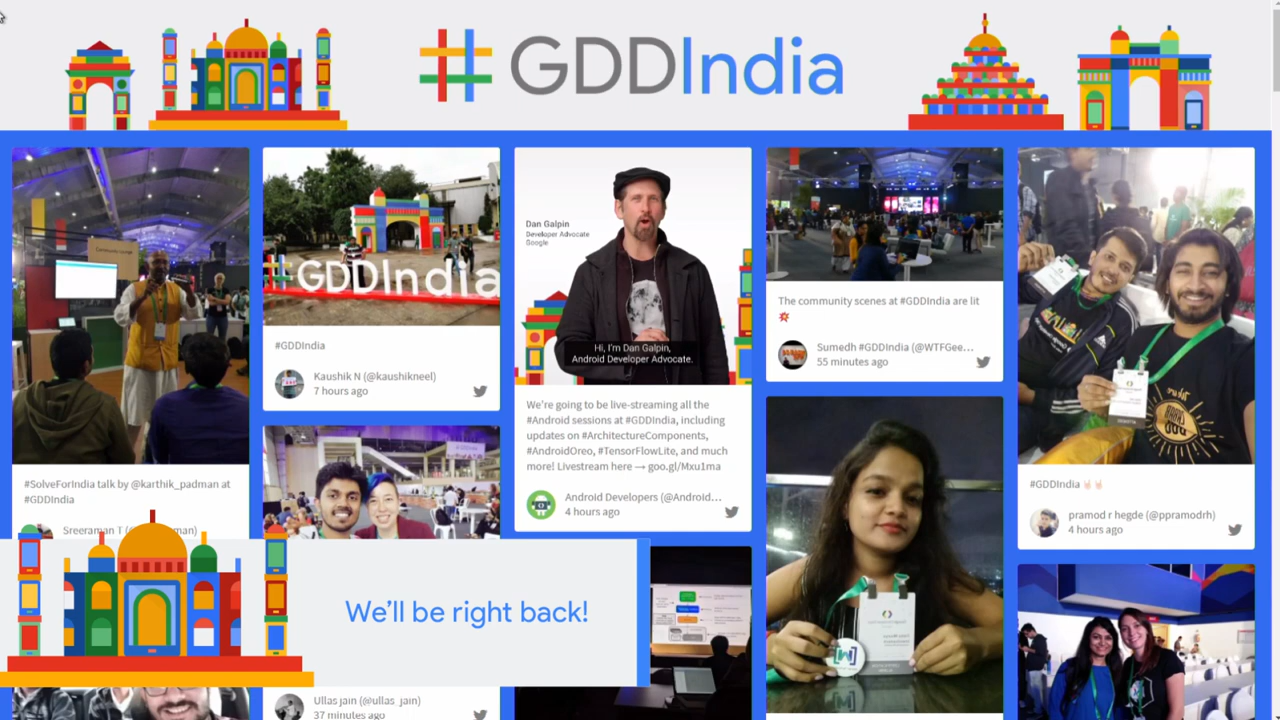 #GDDIndia
#SolveForIndia talk by @karthik_padman at
#GDDIndia
Sreeraman T
#GDDIndia
#GDDIndia
Kaushik N (@kaushikneel)
7 hours ago
Ullas jain (@ullas_jain)
37 minutes ago
Dan Galpin
Developer Advocate
Google
Hi, I'm Dan Galpin,
Android Developer Advocate.
We're going to be live-streaming all the
#Android sessions at #GDDIndia, including
updates on #ArchitectureComponents,
#AndroidOreo, #TensorFlowLite, and much
more! Livestream here → goo.gl/Mxu1ma
Android Developers (@Android...
4 hours ago
The community scenes at #GDDIndia are lit
💥
Sumedh #GDDIndia (@WTFGee...
55 minutes ago
#GDDIndia 🤘🤘
pramod r hegde (@ppramodrh)
4 hours ago
We'll be right back!